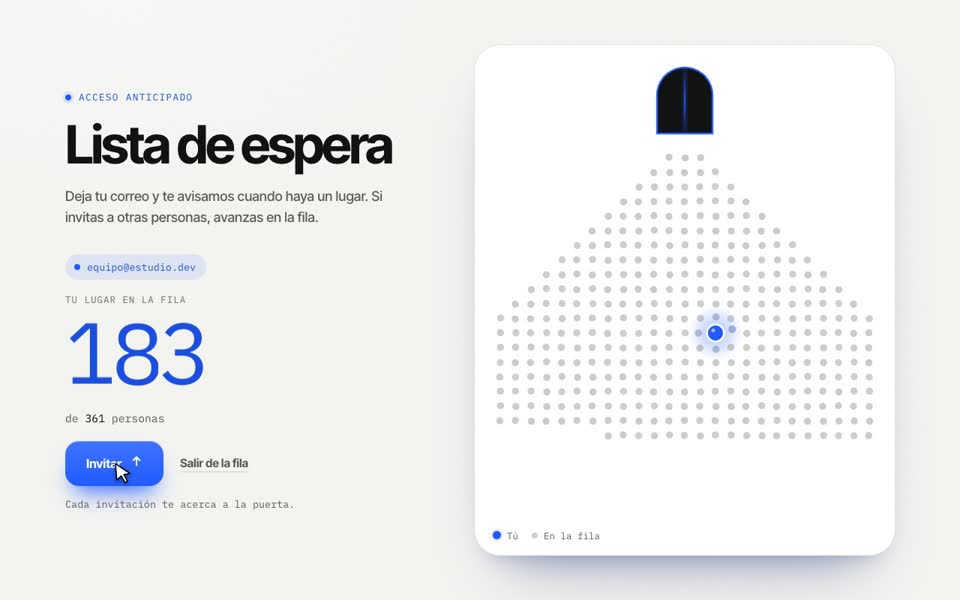 ACCESO ANTICIPADO
Lista de espera
Deja tu correo y te avisamos cuando haya un lugar. Si
invitas a otras personas, avanzas en la fila.
equipo@estudio.dev
TU LUGAR EN LA FILA
183
de 361 personas
Invitar ↑
Salir de la fila
Cada invitación te acerca a la puerta.
Tú
En la fila